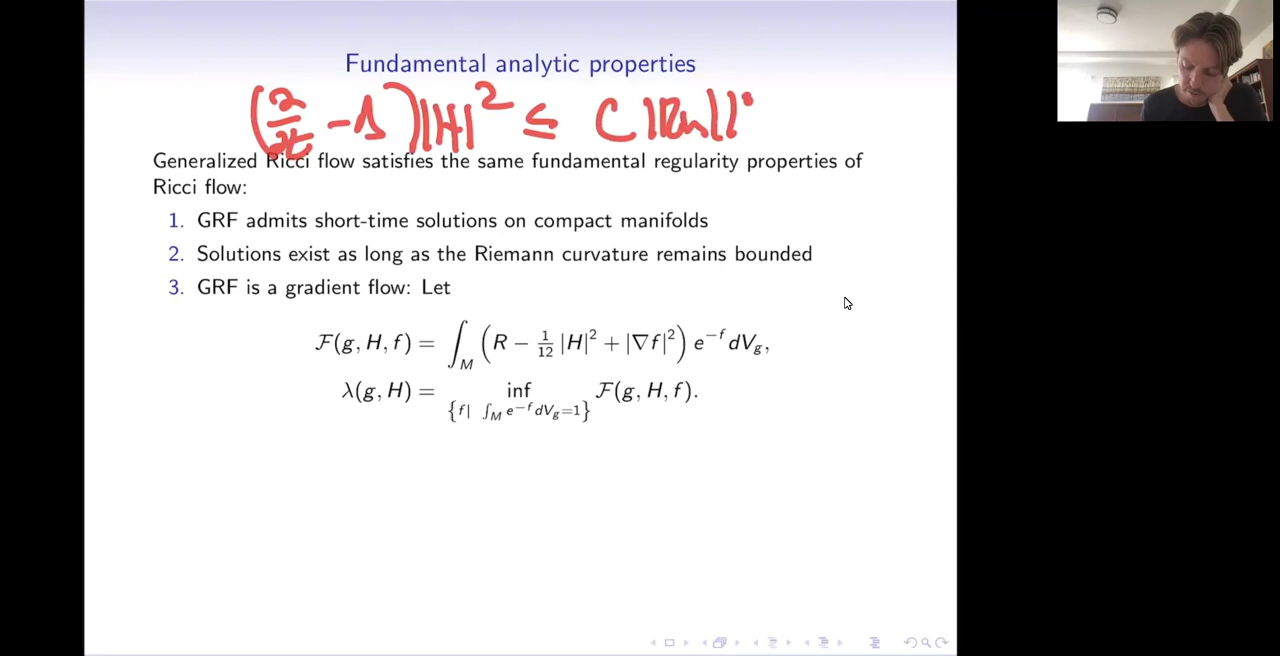 Fundamental analytic properties
(∂/∂t - Δ)|H|² ≤ C|Rm||
Generalized Ricci flow satisfies the same fundamental regularity properties of
Ricci flow:
1. GRF admits short-time solutions on compact manifolds
2. Solutions exist as long as the Riemann curvature remains bounded
3. GRF is a gradient flow: Let
F(g, H, f) = ∫_M (R − 1/12 |H|² + |∇f|²) e^{−f} dV_g,
λ(g, H) = inf_{{f| ∫_M e^{−f} dV_g=1}} F(g, H, f).